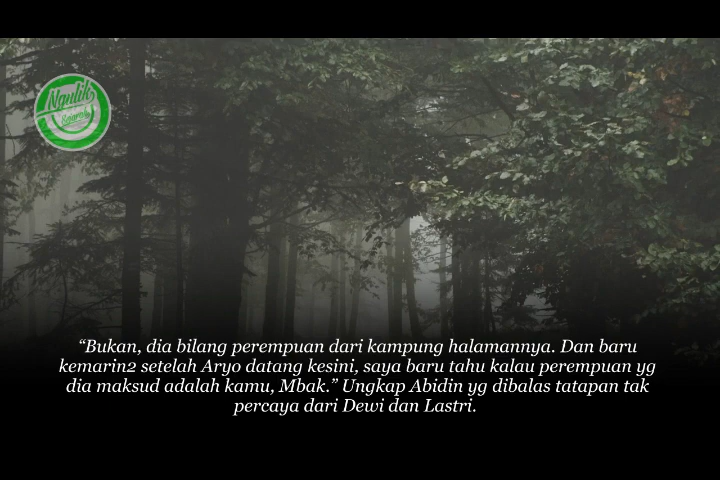 Ngulik
Sejarah
“Bukan, dia bilang perempuan dari kampung halamannya. Dan baru
kemarin2 setelah Aryo datang kesini, saya baru tahu kalau perempuan yg
dia maksud adalah kamu, Mbak.” Ungkap Abidin yg dibalas tatapan tak
percaya dari Dewi dan Lastri.